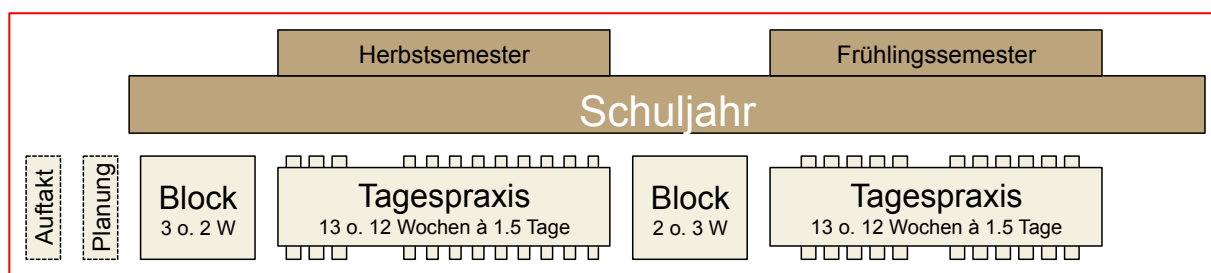 Herbstsemester
Frühlingssemester
Schuljahr
Auftakt
Planung
Block
3 o. 2 W
Tagespraxis
13 o. 12 Wochen à 1.5 Tage
Block
2 o. 3 W
Tagespraxis
13 o. 12 Wochen à 1.5 Tage